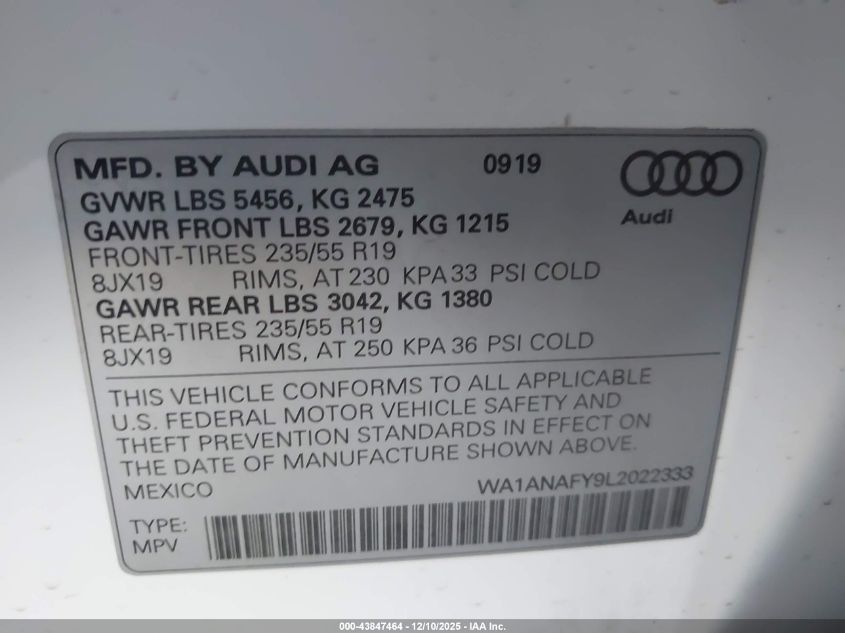 MFD. BY AUDI AG 0919
GVWR LBS 5456, KG 2475
Audi
GAWR FRONT LBS 2679, KG 1215
FRONT-TIRES 235/55 R19
8JX19 RIMS, AT 230 KPA 33 PSI COLD
GAWR REAR LBS 3042, KG 1380
REAR-TIRES 235/55 R19
8JX19 RIMS, AT 250 KPA 36 PSI COLD
THIS VEHICLE CONFORMS TO ALL APPLICABLE
U.S. FEDERAL MOTOR VEHICLE SAFETY AND
THEFT PREVENTION STANDARDS IN EFFECT ON
THE DATE OF MANUFACTURE SHOWN ABOVE.
MEXICO WA1ANAFY9L2022333
TYPE:
MPV
000-43847464 - 12/10/2025 - IAA Inc.